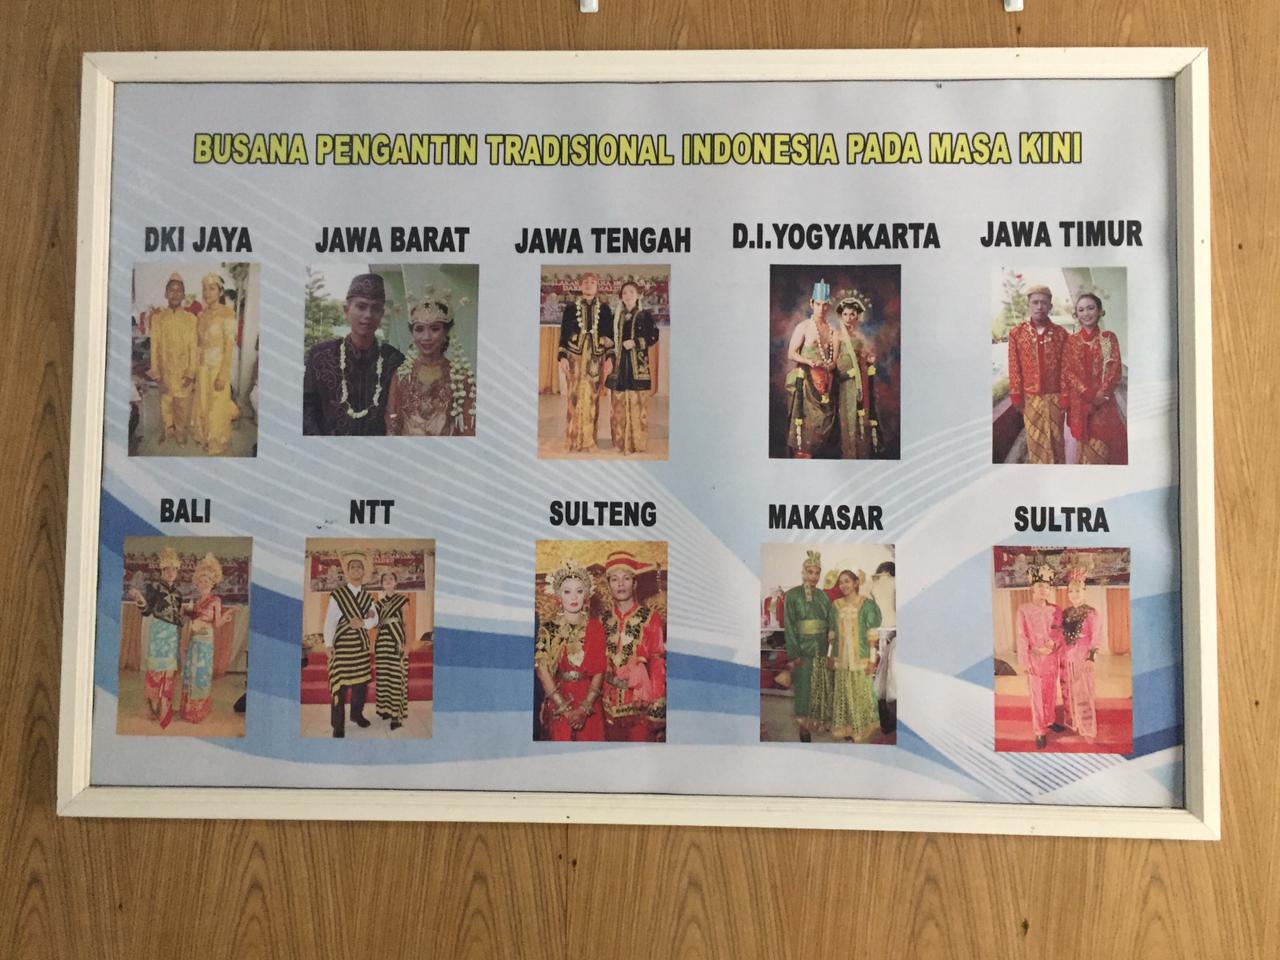 BUSANA PENGANTIN TRADISIONAL INDONESIA PADA MASA KINI
DKI JAYA
JAWA BARAT
JAWA TENGAH
D.I.YOGYAKARTA
JAWA TIMUR
BALI
NTT
SULTENG
MAKASAR
SULTRA